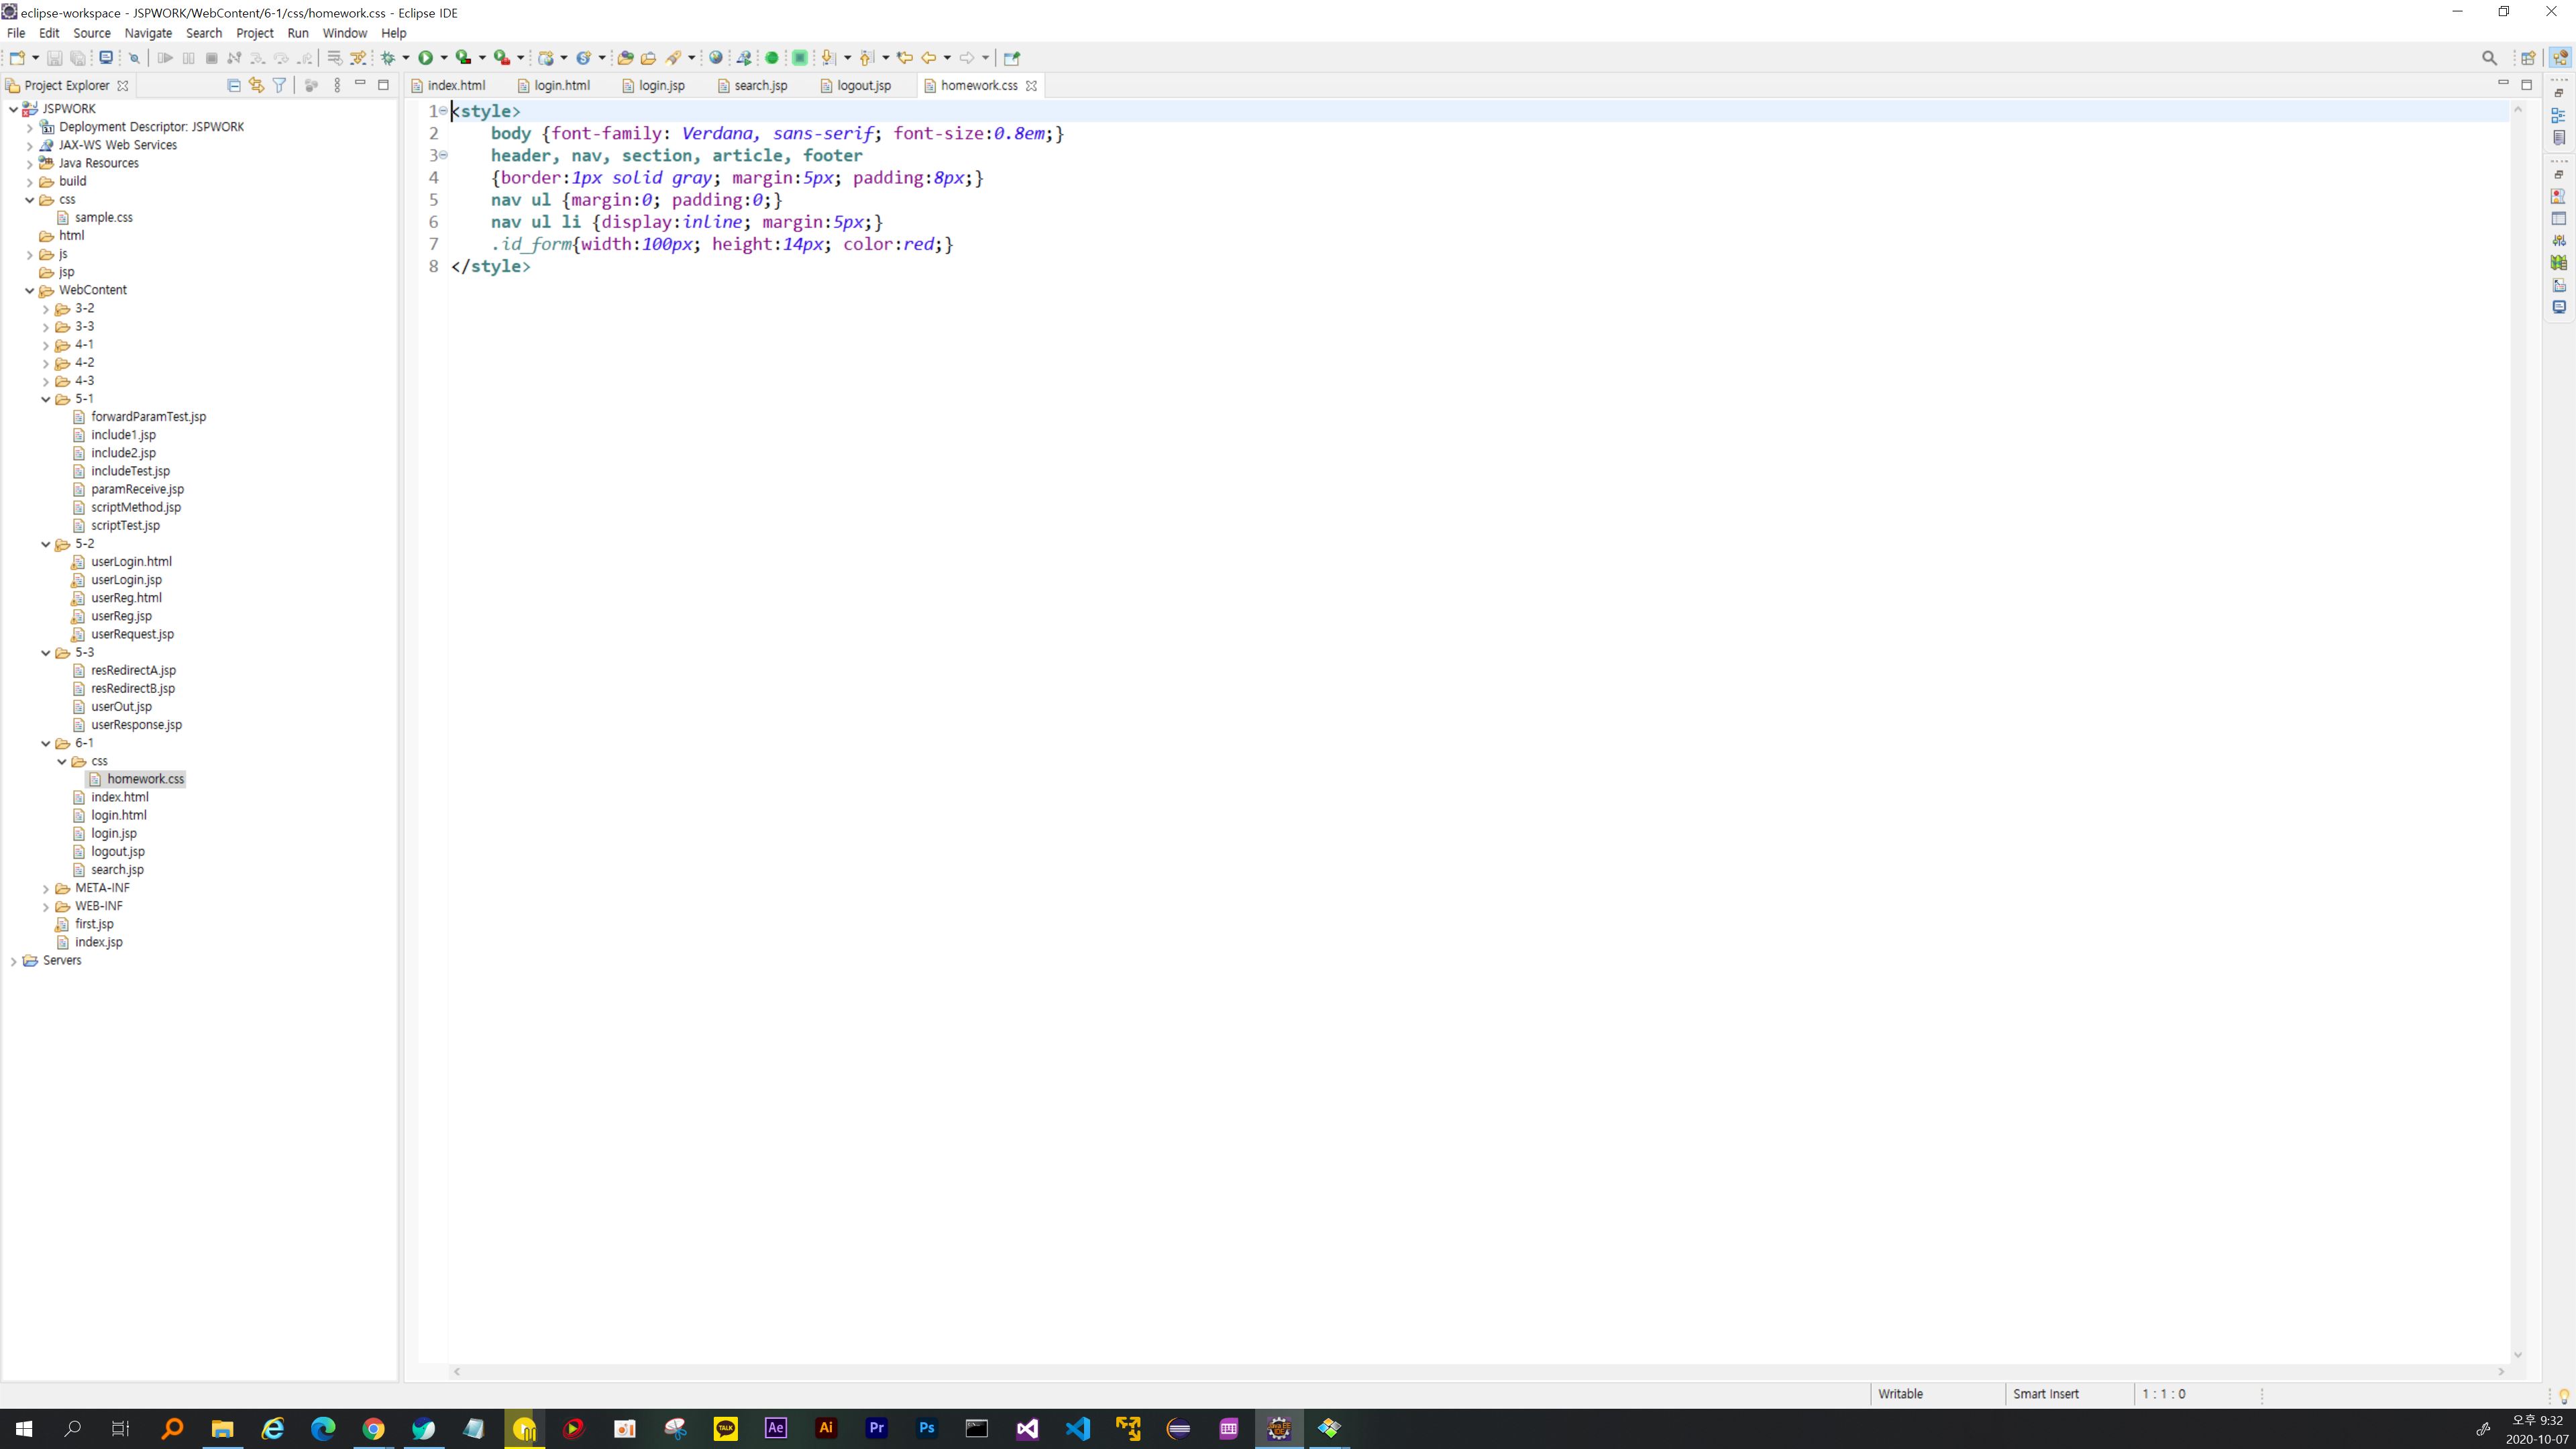 eclipse-workspace - JSPWORK/WebContent/6-1/css/homework.css - Eclipse IDE
File Edit Source Navigate Search Project Run Window Help
Project Explorer
index.html login.html login.jsp search.jsp logout.jsp homework.css
JSPWORK
Deployment Descriptor: JSPWORK
JAX-WS Web Services
Java Resources
build
css
sample.css
html
js
jsp
WebContent
3-2
3-3
4-1
4-2
4-3
5-1
forwardParamTest.jsp
include1.jsp
include2.jsp
includeTest.jsp
paramReceive.jsp
scriptMethod.jsp
scriptTest.jsp
5-2
userLogin.html
userLogin.jsp
userReg.html
userReg.jsp
userRequest.jsp
5-3
resRedirectA.jsp
resRedirectB.jsp
userOut.jsp
userResponse.jsp
6-1
css
homework.css
index.html
login.html
login.jsp
logout.jsp
search.jsp
META-INF
WEB-INF
first.jsp
index.jsp
Servers
1 <style>
2 body {font-family: Verdana, sans-serif; font-size:0.8em;}
3 header, nav, section, article, footer
4 {border:1px solid gray; margin:5px; padding:8px;}
5 nav ul {margin:0; padding:0;}
6 nav ul li {display:inline; margin:5px;}
7 .id_form{width:100px; height:14px; color:red;}
8 </style>
Writable Smart Insert 1 : 1 : 0
TALK Ae Ai Pr Ps
오후 9:32
2020-10-07